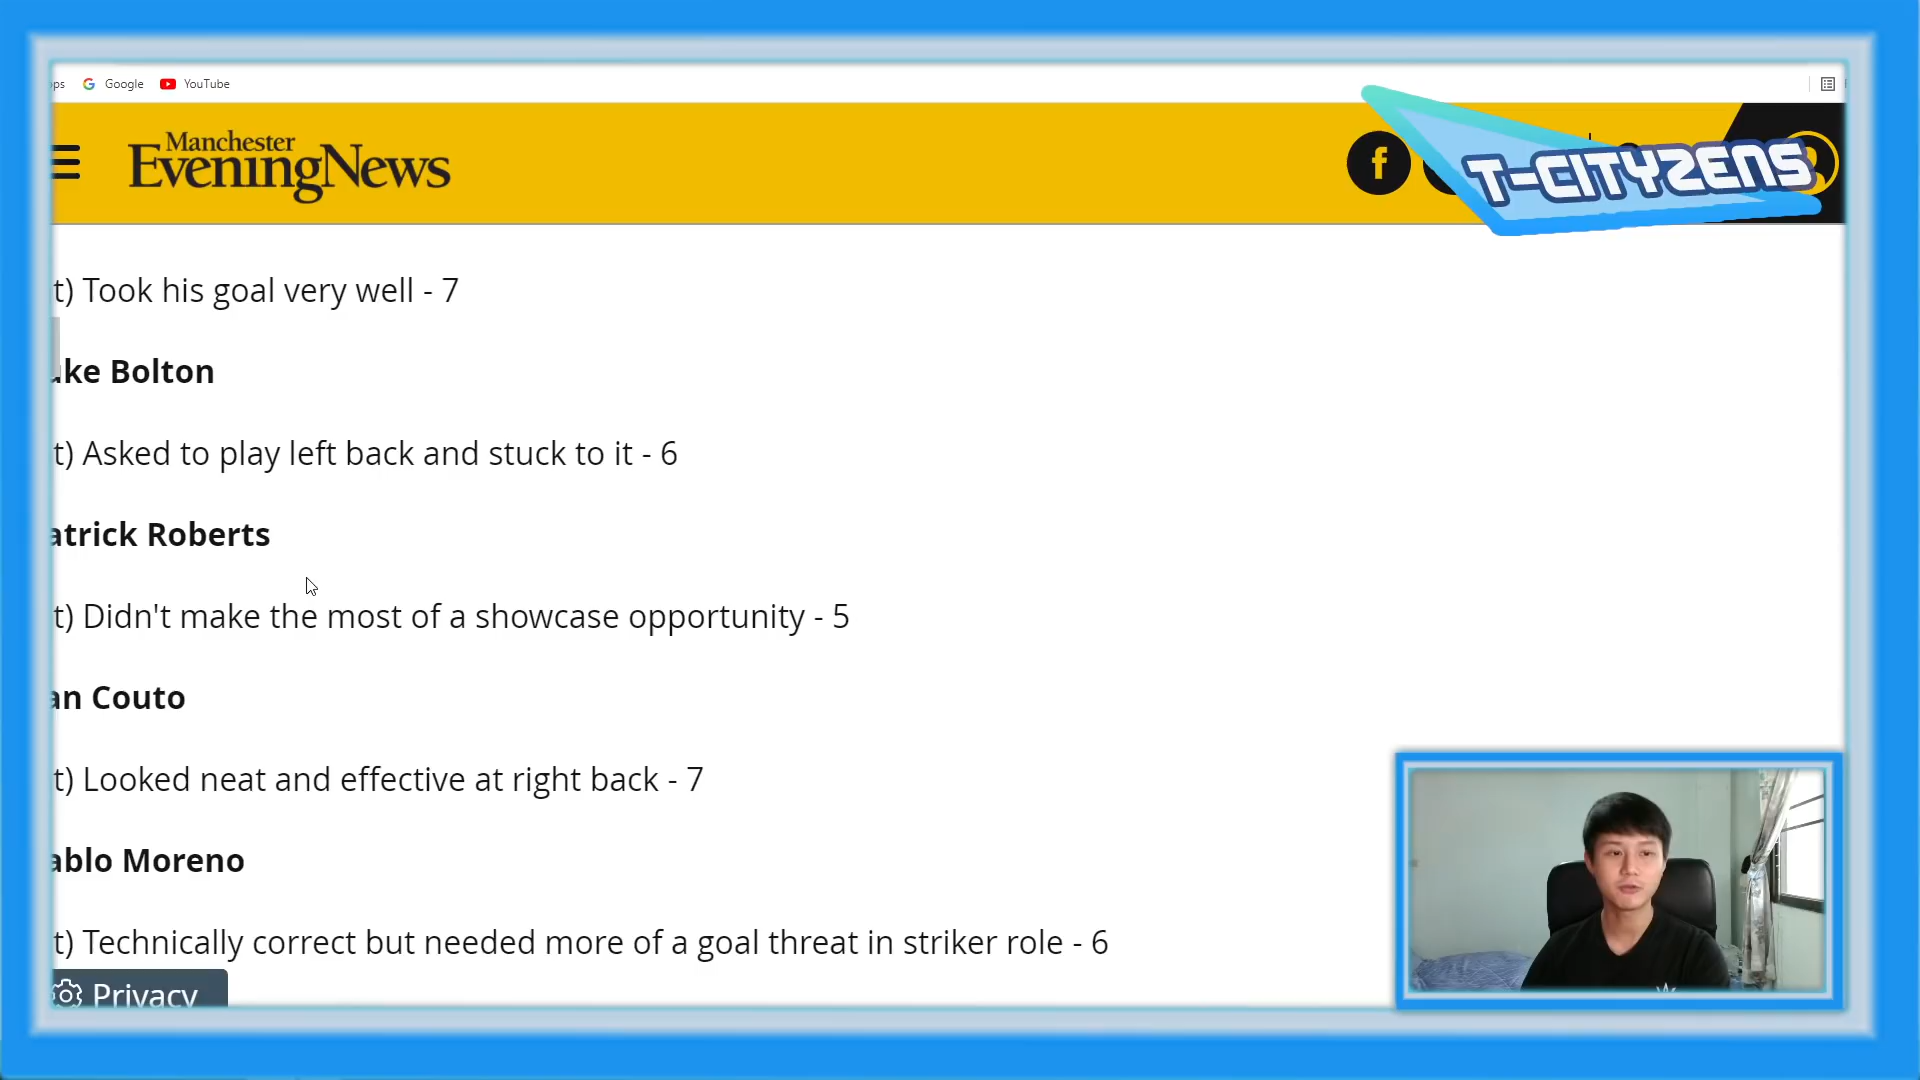 Google YouTube
Manchester
EveningNews
f
T-CITYZENS
t) Took his goal very well - 7
Bolton
t) Asked to play left back and stuck to it - 6
atrick Roberts
t) Didn't make the most of a showcase opportunity - 5
an Couto
t) Looked neat and effective at right back - 7
ablo Moreno
t) Technically correct but needed more of a goal threat in striker role - 6
Privacy